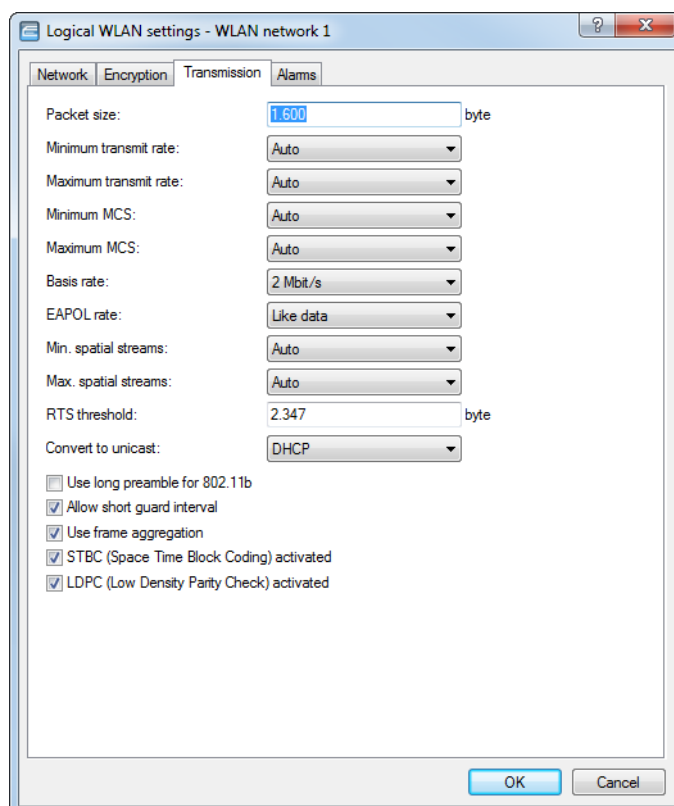 Logical WLAN settings - WLAN network 1
Network Encryption Transmission Alarms
Packet size: 1.600 byte
Minimum transmit rate: Auto
Maximum transmit rate: Auto
Minimum MCS: Auto
Maximum MCS: Auto
Basis rate: 2 Mbit/s
EAPOL rate: Like data
Min. spatial streams: Auto
Max. spatial streams: Auto
RTS threshold: 2.347 byte
Convert to unicast: DHCP
Use long preamble for 802.11b
Allow short guard interval
Use frame aggregation
STBC (Space Time Block Coding) activated
LDPC (Low Density Parity Check) activated
OK Cancel